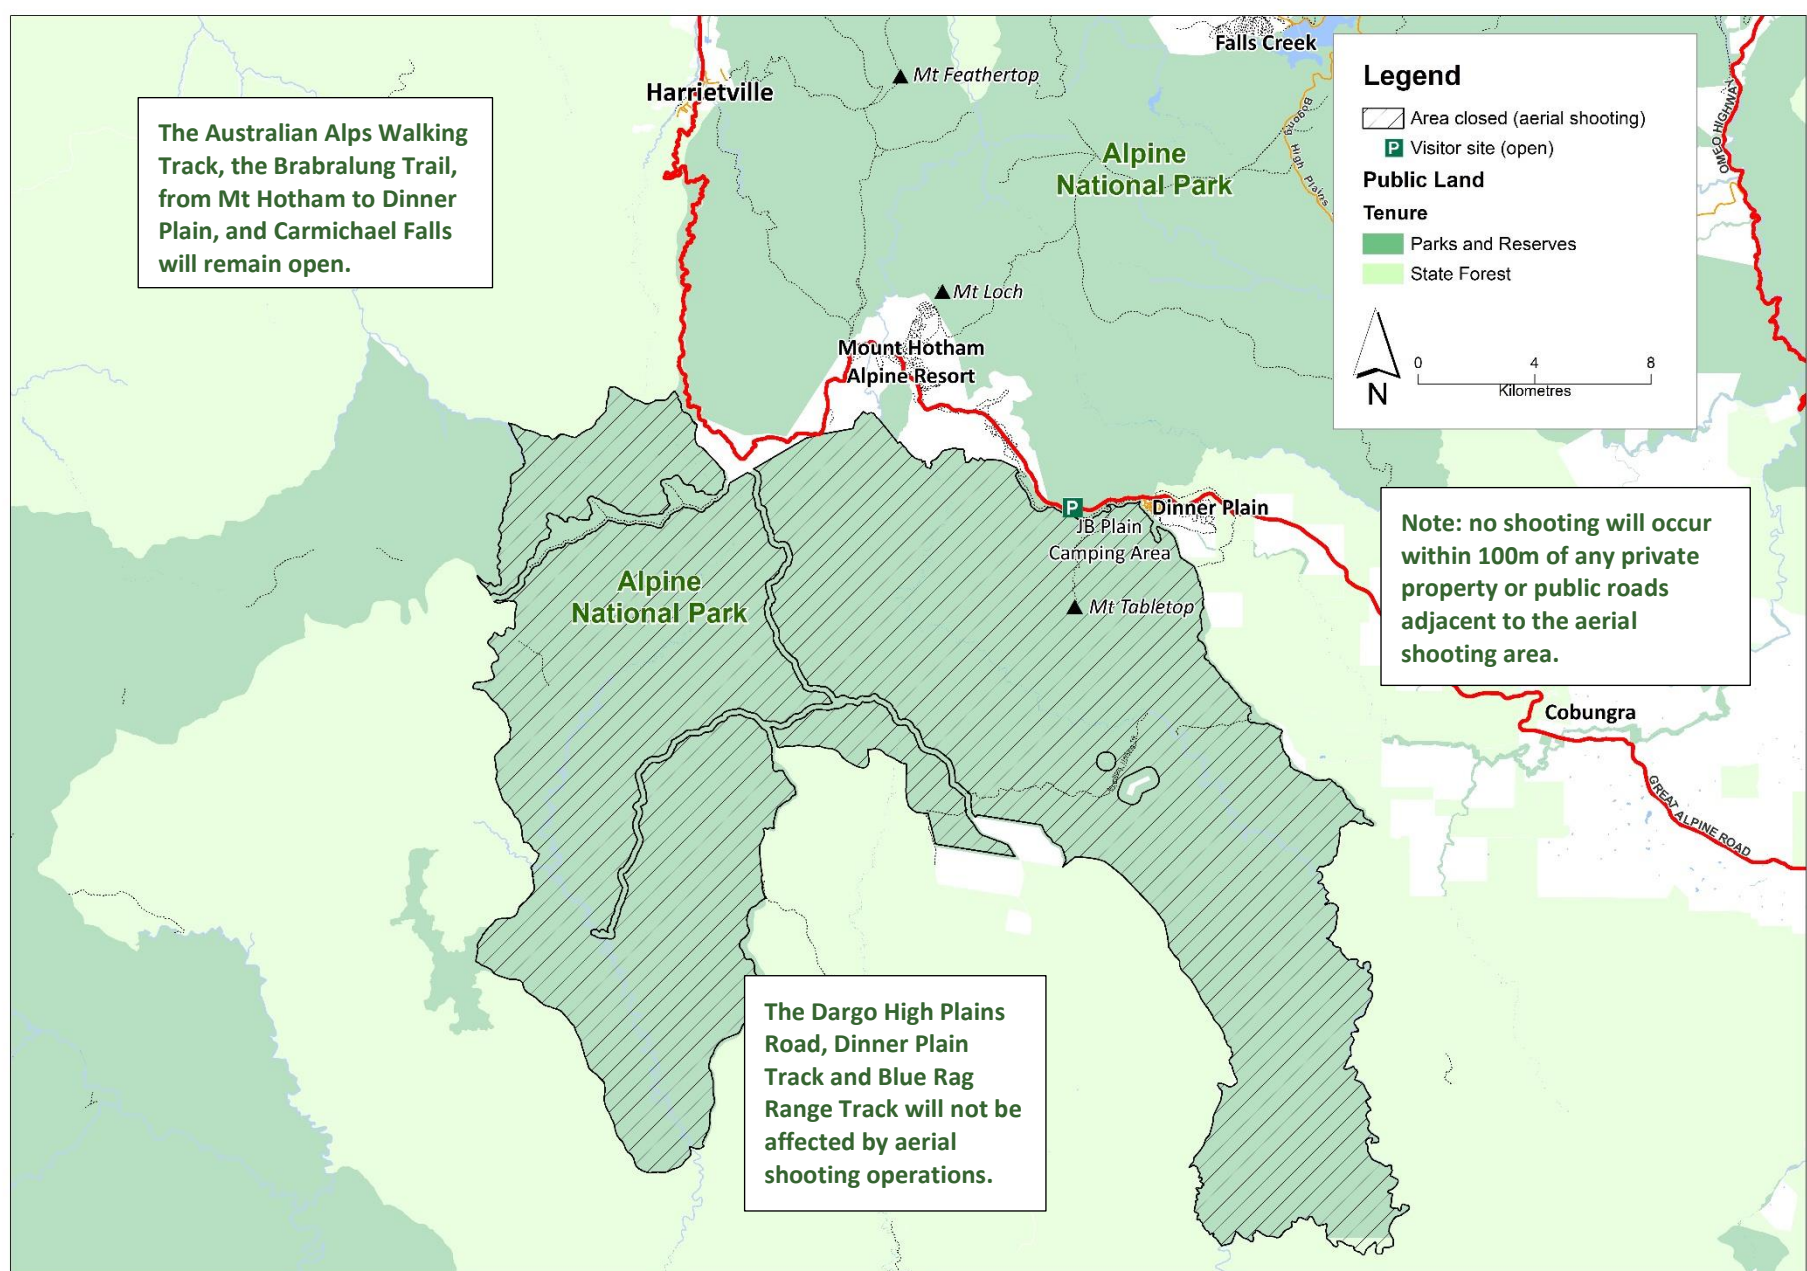 Falls Creek
Harrietville
Mt Feathertop
Bogong High Plains
OMEO HIGHWAY
Legend
Area closed (aerial shooting)
P Visitor site (open)
Public Land
Tenure
Parks and Reserves
State Forest
0 4 8
Kilometres
N
The Australian Alps Walking
Track, the Brabralung Trail,
from Mt Hotham to Dinner
Plain, and Carmichael Falls
will remain open.
Alpine
National Park
Mt Loch
Mount Hotham
Alpine Resort
P
Dinner Plain
JB Plain
Camping Area
Alpine
National Park
Mt Tabletop
Note: no shooting will occur
within 100m of any private
property or public roads
adjacent to the aerial
shooting area.
Cobungra
GREAT ALPINE ROAD
The Dargo High Plains
Road, Dinner Plain
Track and Blue Rag
Range Track will not be
affected by aerial
shooting operations.